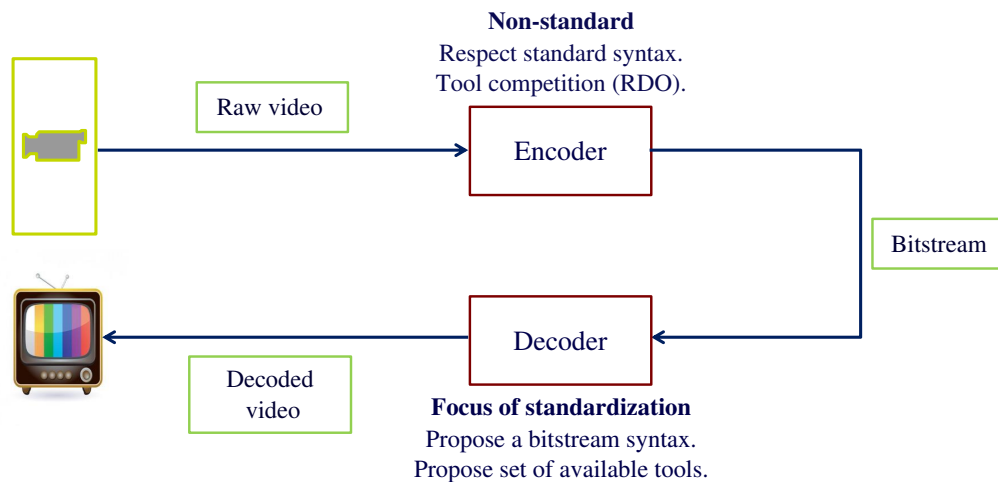 Non-standard
Respect standard syntax.
Tool competition (RDO).
Raw video
Encoder
Bitstream
Decoder
Decoded
video
Focus of standardization
Propose a bitstream syntax.
Propose set of available tools.